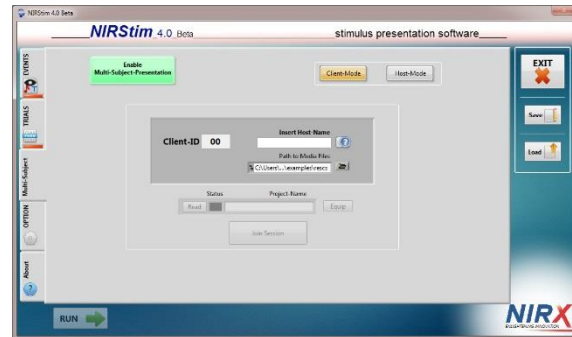 NIRStim 4.0 Beta
NIRStim 4.0 Beta
stimulus presentation software
EVENTS
TRIALS
Multi-Subject
OPTION
About
Enable
Multi-Subject-Presentation
Client-Mode
Host-Mode
Client-ID 00
Insert Host-Name
Path to Media Files
C:\Users\...\examples\rescs
Status
Project-Name
Read
Equip
Join Session
EXIT
Save
Load
RUN
NIRX